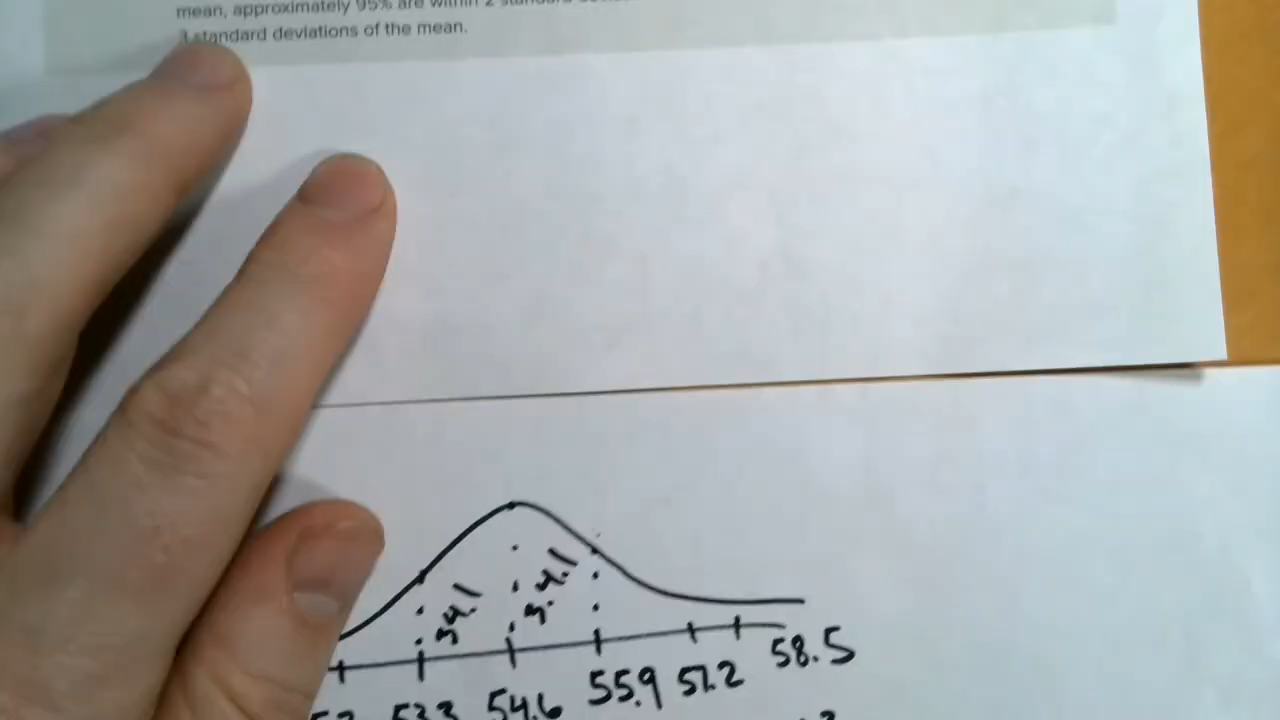 mean, approximately 95% are within 2 standard
3 standard deviations of the mean.
34.1
34.1
53.3 54.6 55.9 57.2 58.5